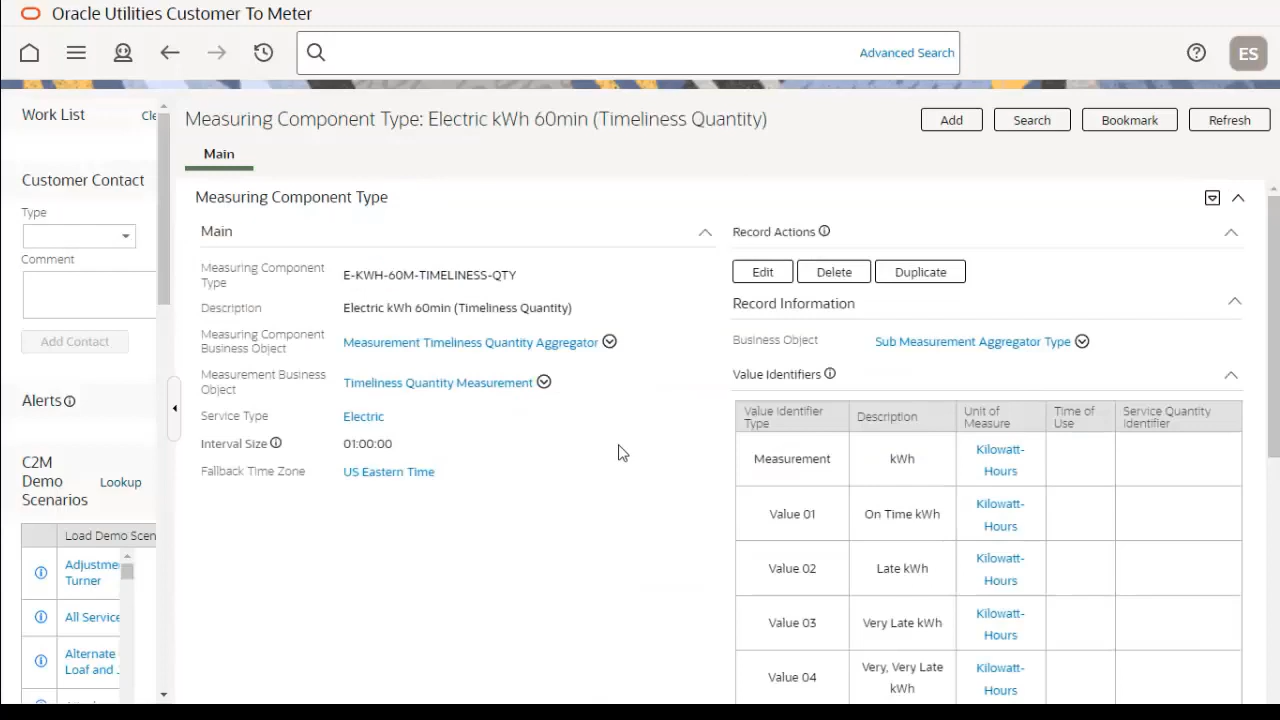 Oracle Utilities Customer To Meter
Advanced Search
ES
Work List
Cle
Customer Contact
Type
Comment
Add Contact
Alerts
C2M
Demo
Scenarios
Lookup
Load Demo Scen
Adjustme
Turner
All Service
Alternate
Loaf and
Measuring Component Type: Electric kWh 60min (Timeliness Quantity)
Add
Search
Bookmark
Refresh
Main
Measuring Component Type
Main
Measuring Component
Type
E-KWH-60M-TIMELINESS-QTY
Description
Electric kWh 60min (Timeliness Quantity)
Measuring Component
Business Object
Measurement Timeliness Quantity Aggregator
Measurement Business
Object
Timeliness Quantity Measurement
Service Type
Electric
Interval Size
01:00:00
Fallback Time Zone
US Eastern Time
Record Actions
Edit
Delete
Duplicate
Record Information
Business Object
Sub Measurement Aggregator Type
Value Identifiers
Value Identifier
Type
Description
Unit of
Measure
Time of
Use
Service Quantity
Identifier
Measurement
kWh
Kilowatt-
Hours
Value 01
On Time kWh
Kilowatt-
Hours
Value 02
Late kWh
Kilowatt-
Hours
Value 03
Very Late kWh
Kilowatt-
Hours
Value 04
Very, Very Late
kWh
Kilowatt-
Hours